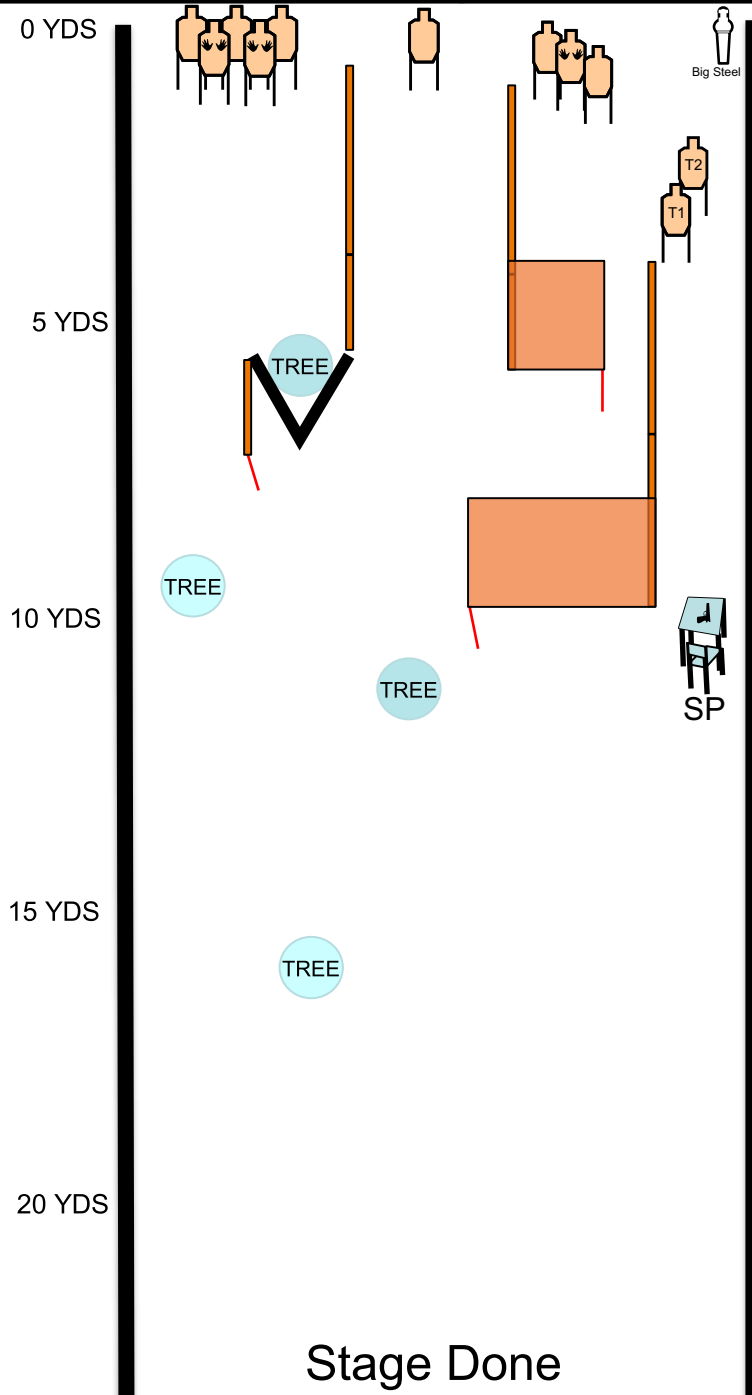 0 YDS
Big Steel
T2
T1
5 YDS
TREE
TREE
10 YDS
TREE
SP
15 YDS
TREE
20 YDS
Stage Done